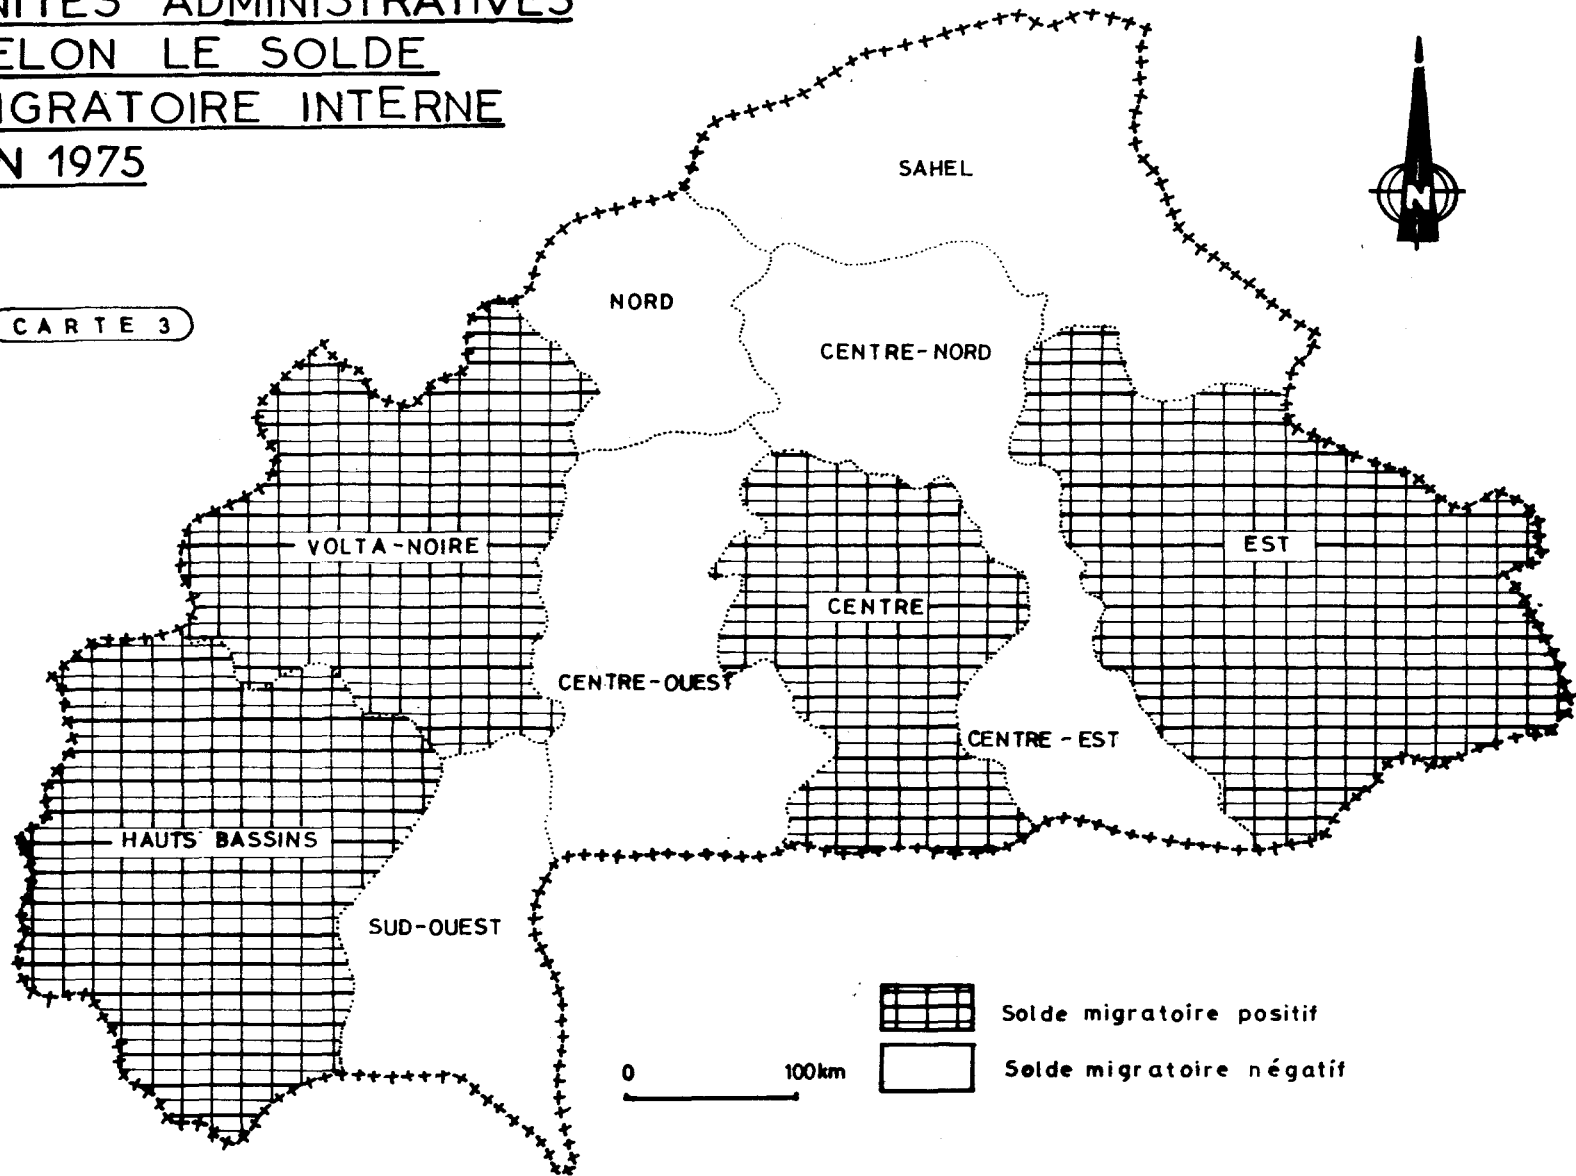 NITES ADMINISTRATIVES
ELON LE SOLDE
IGRATOIRE INTERNE
N 1975
CARTE 3
SAHEL
N
NORD
CENTRE-NORD
VOLTA-NOIRE
EST
CENTRE
CENTRE-OUEST
CENTRE-EST
HAUTS BASSINS
SUD-OUEST
Solde migratoire positif
0 100km
Solde migratoire négatif